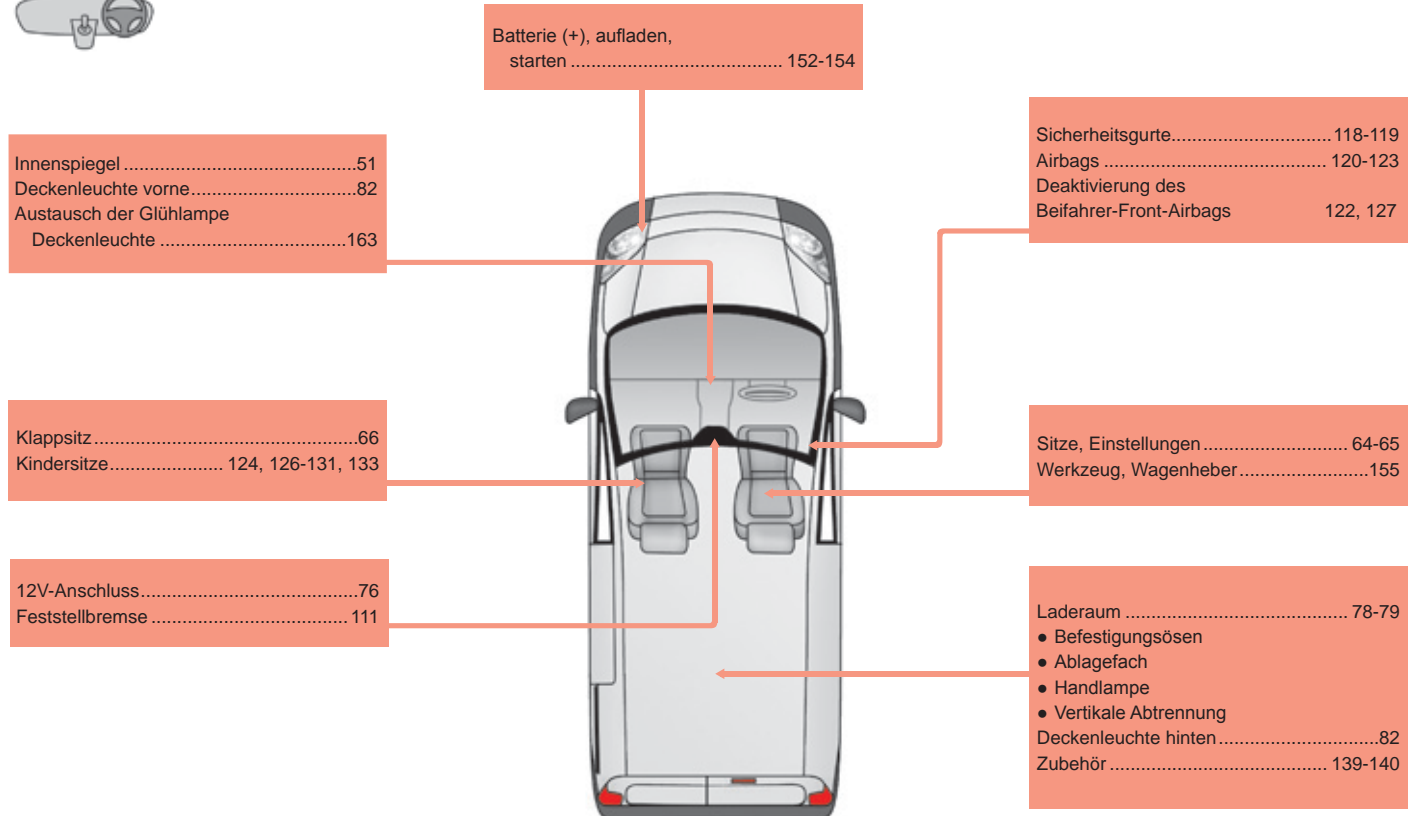 Batterie (+), aufladen,
starten ........................................ 152-154
Innenspiegel ........................................51
Deckenleuchte vorne.............................82
Austausch der Glühlampe
Deckenleuchte ................................163
Klappsitz..............................................66
Kindersitze...................... 124, 126-131, 133
12V-Anschluss......................................76
Feststellbremse .................................. 111
Sicherheitsgurte............................118-119
Airbags ...................................... 120-123
Deaktivierung des
Beifahrer-Front-Airbags 122, 127
Sitze, Einstellungen......................... 64-65
Werkzeug, Wagenheber......................155
Laderaum ...................................... 78-79
● Befestigungsösen
● Ablagefach
● Handlampe
● Vertikale Abtrennung
Deckenleuchte hinten............................82
Zubehör ..................................... 139-140